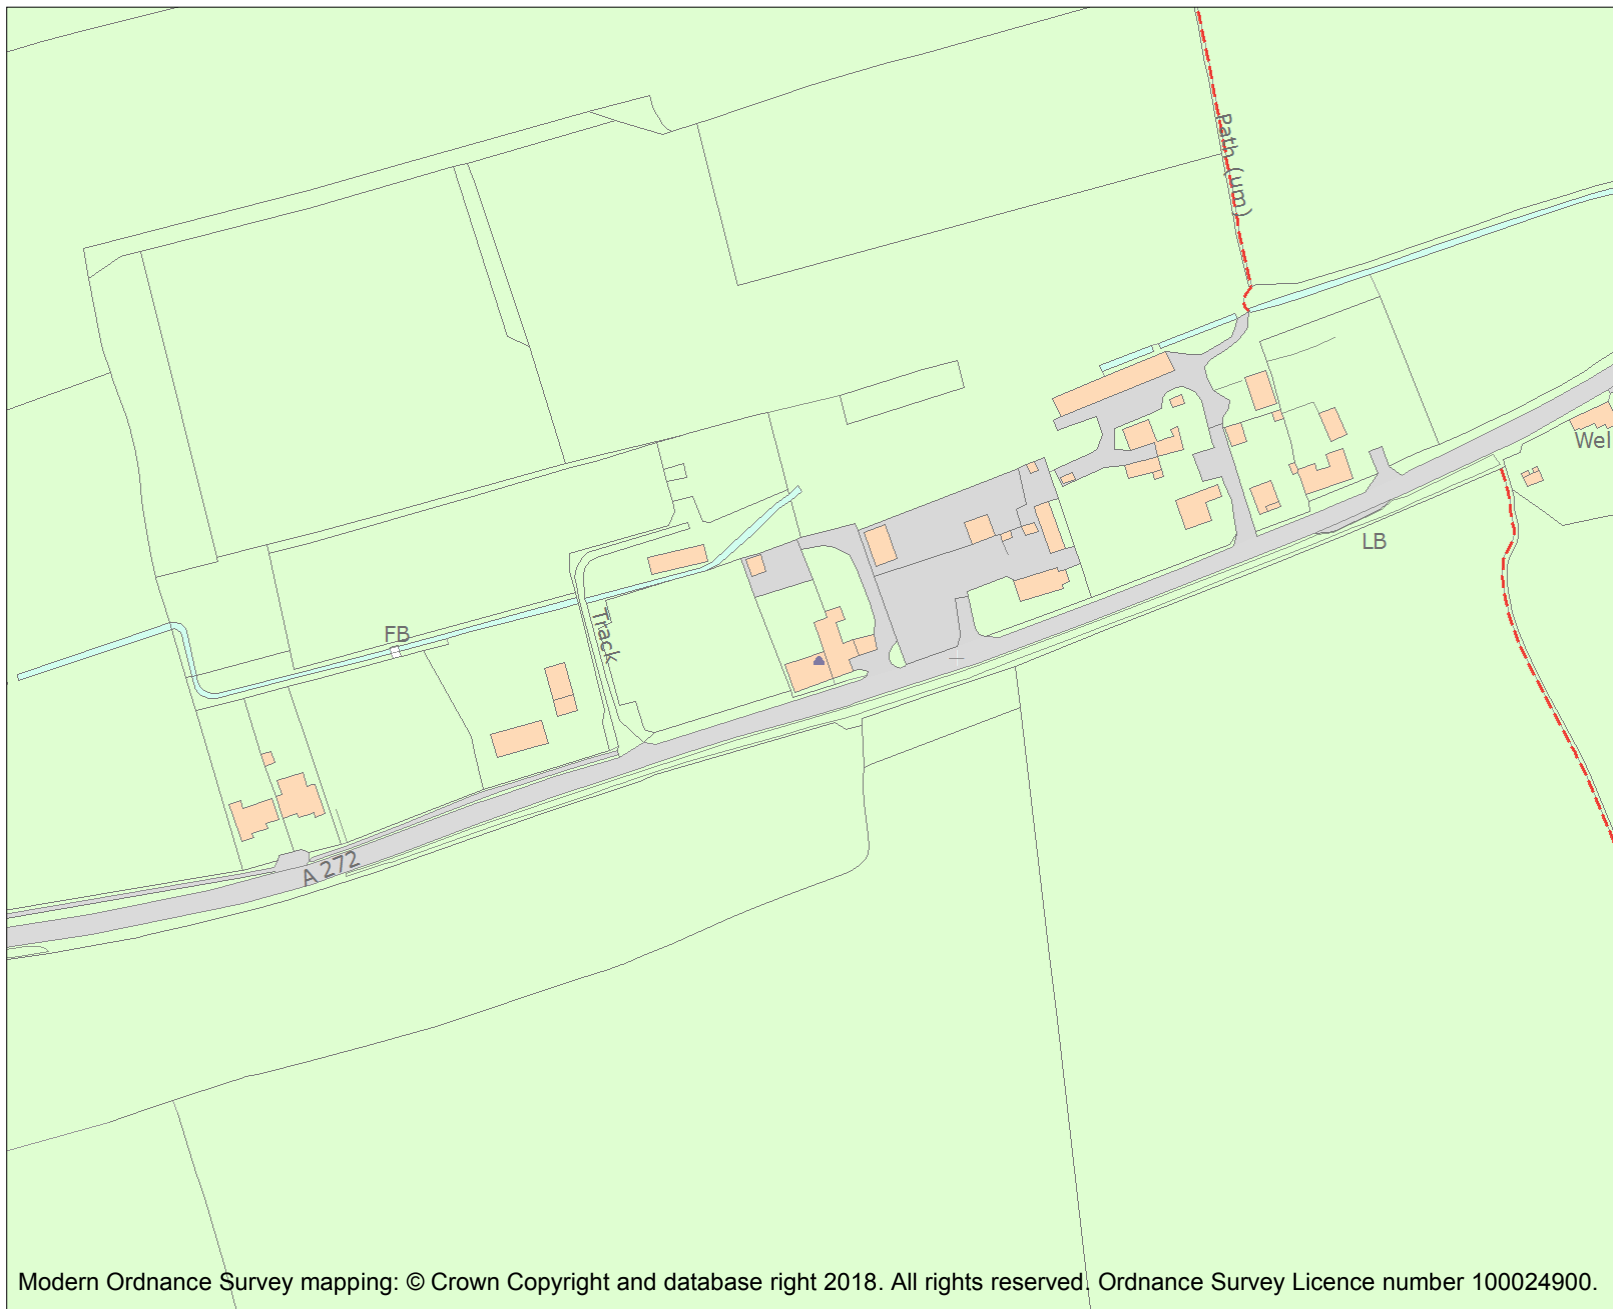 Path (um)
Wel
LB
Track
FB
A 272
Modern Ordnance Survey mapping: © Crown Copyright and database right 2018. All rights reserved. Ordnance Survey Licence number 100024900.